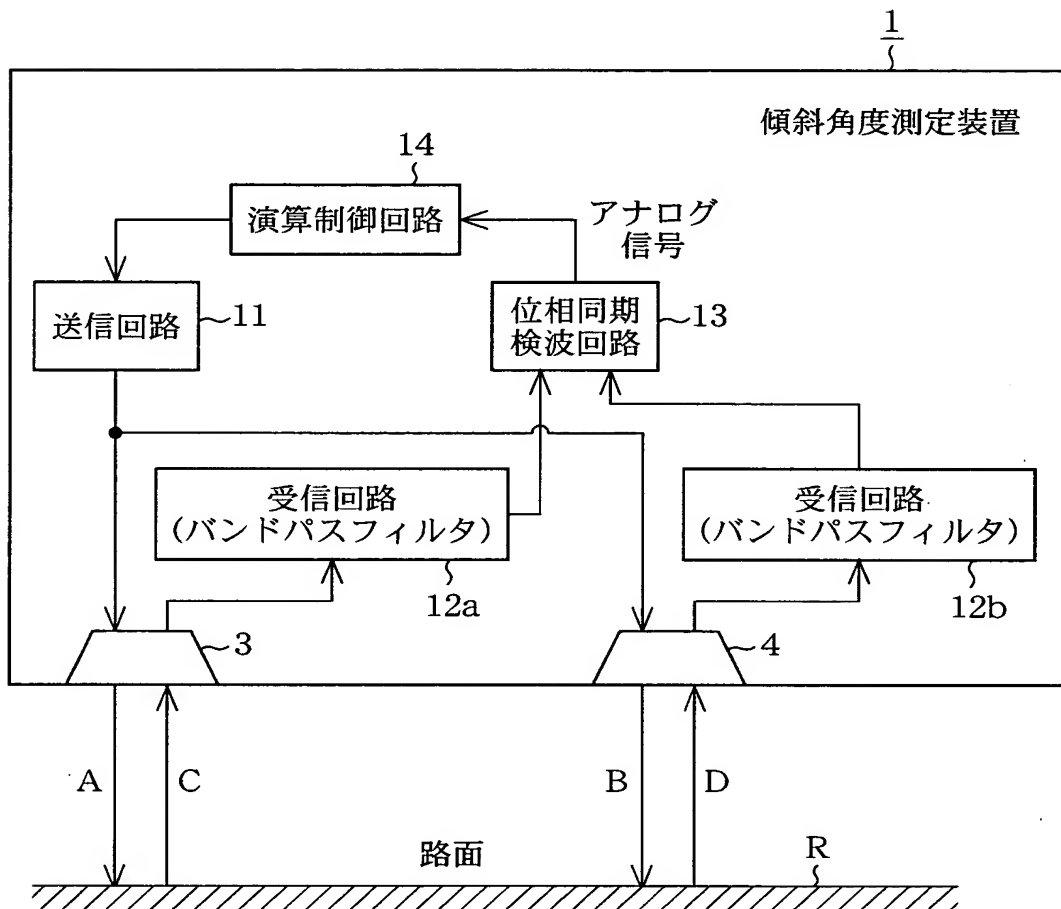 1
傾斜角度測定装置
14
演算制御回路
アナログ
信号
送信回路
11
位相同期
検波回路
13
受信回路
(バンドパスフィルタ)
12a
受信回路
(バンドパスフィルタ)
12b
3
4
A
C
B
D
路面
R